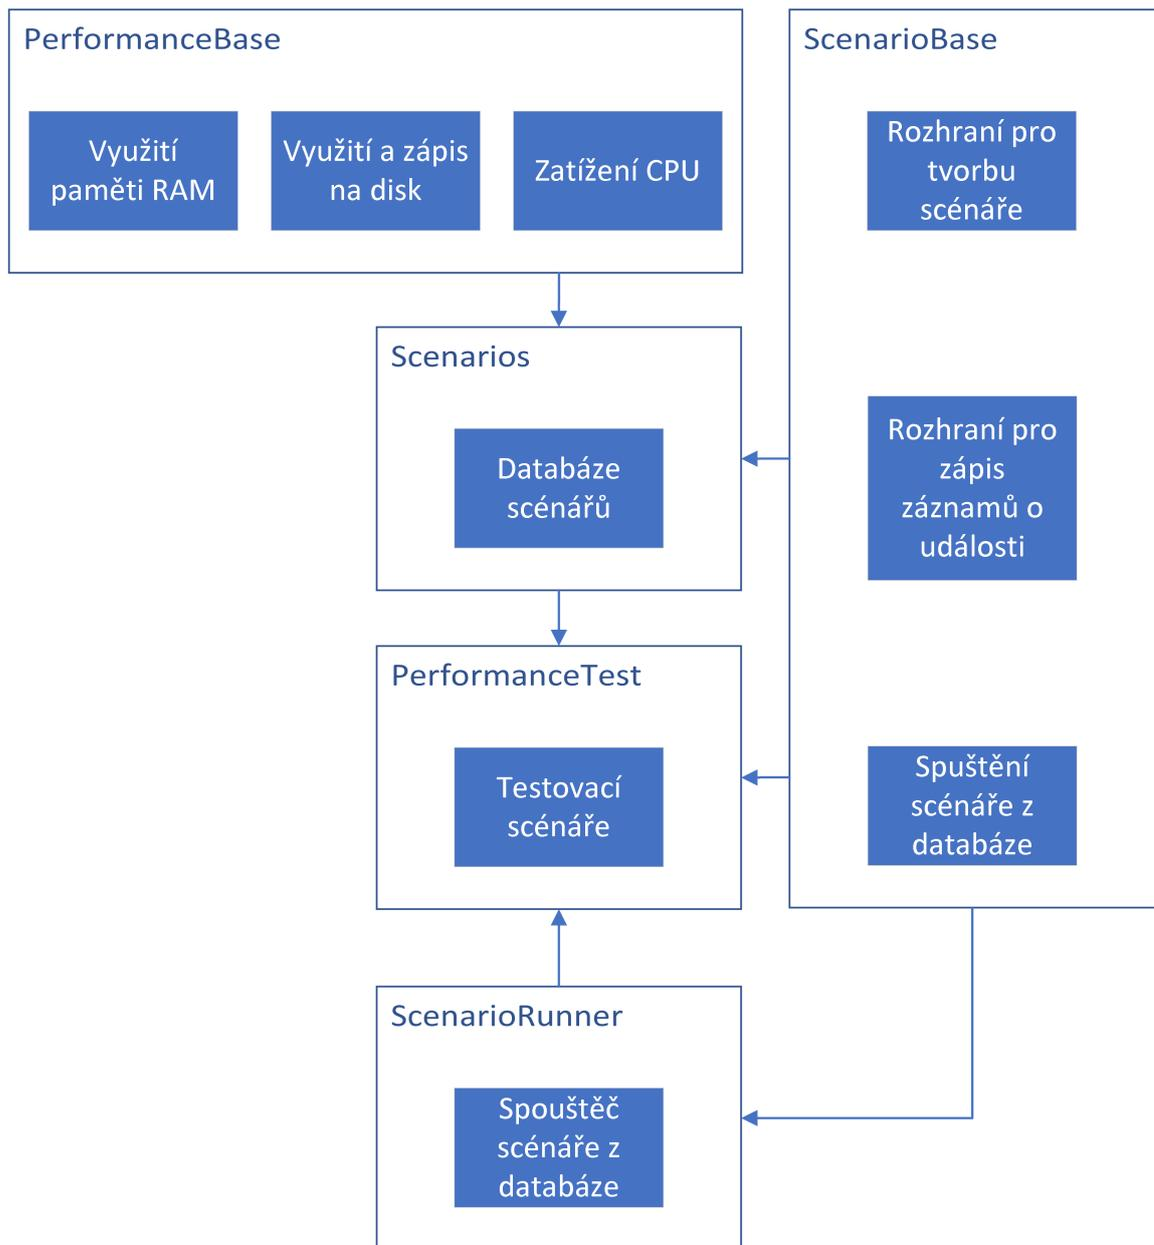 PerformanceBase
Využití
paměti RAM
Využití a zápis
na disk
Zatížení CPU
ScenarioBase
Rozhraní pro
tvorbu
scénáře
Scenarios
Databáze
scénářů
Rozhraní pro
zápis
záznamů o
události
PerformanceTest
Testovací
scénáře
Spuštění
scénáře z
databáze
ScenarioRunner
Spouštěč
scénáře z
databáze